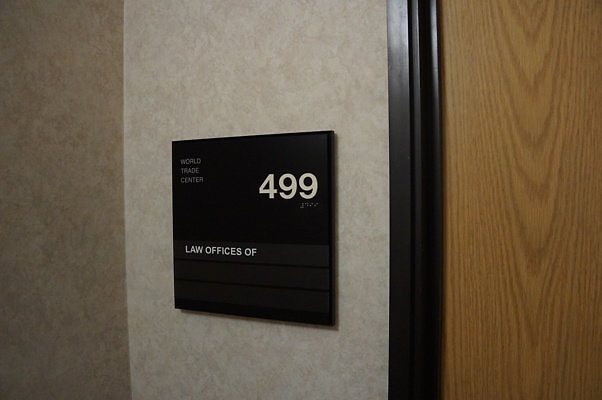 WORLD
TRADE
CENTER
499
LAW OFFICES OF